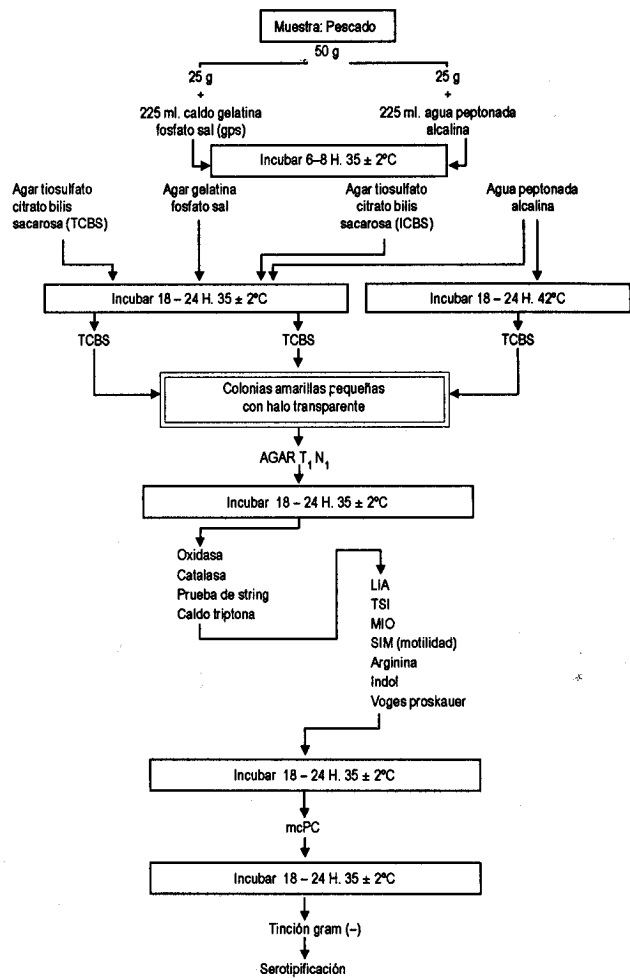 Muestra: Pescado
50 g
25 g
+
225 ml. caldo gelatina
fosfato sal (gps)
25 g
+
225 ml. agua peptonada
alcalina
Incubar 6–8 H. 35 ± 2ºC
Agar tiosulfato
citrato bilis
sacarosa (TCBS)
Agar gelatina
fosfato sal
Agar tiosulfato
citrato bilis
sacarosa (ICBS)
Agua peptonada
alcalina
Incubar 18 – 24 H. 35 ± 2ºC
Incubar 18 – 24 H. 42ºC
TCBS
TCBS
TCBS
Colonias amarillas pequeñas
con halo transparente
AGAR T₁ N₁
Incubar 18 – 24 H. 35 ± 2ºC
Oxidasa
Catalasa
Prueba de string
Caldo triptona
LIA
TSI
MIO
SIM (motilidad)
Arginina
Indol
Voges proskauer
Incubar 18 – 24 H. 35 ± 2ºC
mcPC
Incubar 18 – 24 H. 35 ± 2ºC
Tinción gram (–)
Serotipificación